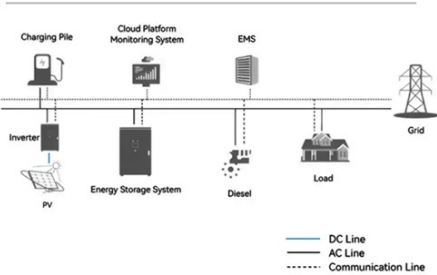 Charging Pile
Cloud Platform
Monitoring System
EMS
Grid
Inverter
PV
Energy Storage System
Diesel
Load
DC Line
AC Line
Communication Line